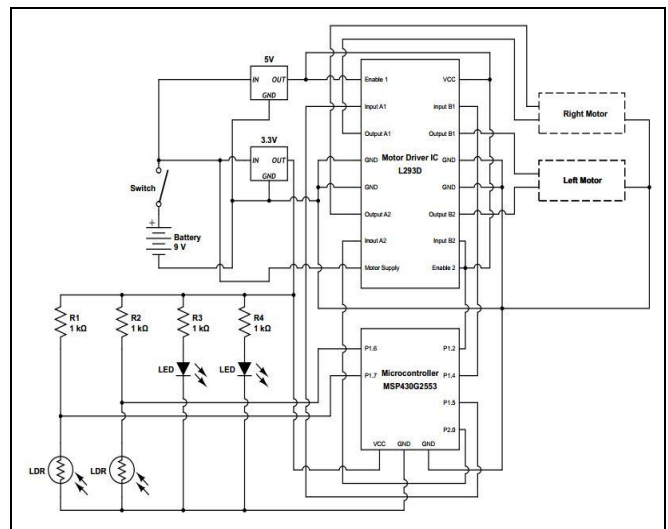 5V
IN OUT
GND
3.3V
IN OUT
GND
Switch
Battery
9 V
Enable 1
VCC
Input A1
input B1
Output A1
Output B1
Motor Driver IC
L293D
GND
GND
GND
GND
Output A2
Output B2
Input A2
Input B2
Motor Supply
Enable 2
Right Motor
Left Motor
R1
1 kΩ
R2
1 kΩ
R3
1 kΩ
R4
1 kΩ
LED
LED
LDR
LDR
P1.6
P1.2
P1.7
Microcontroller
MSP430G2553
P1.4
P1.5
P2.0
VCC GND GND